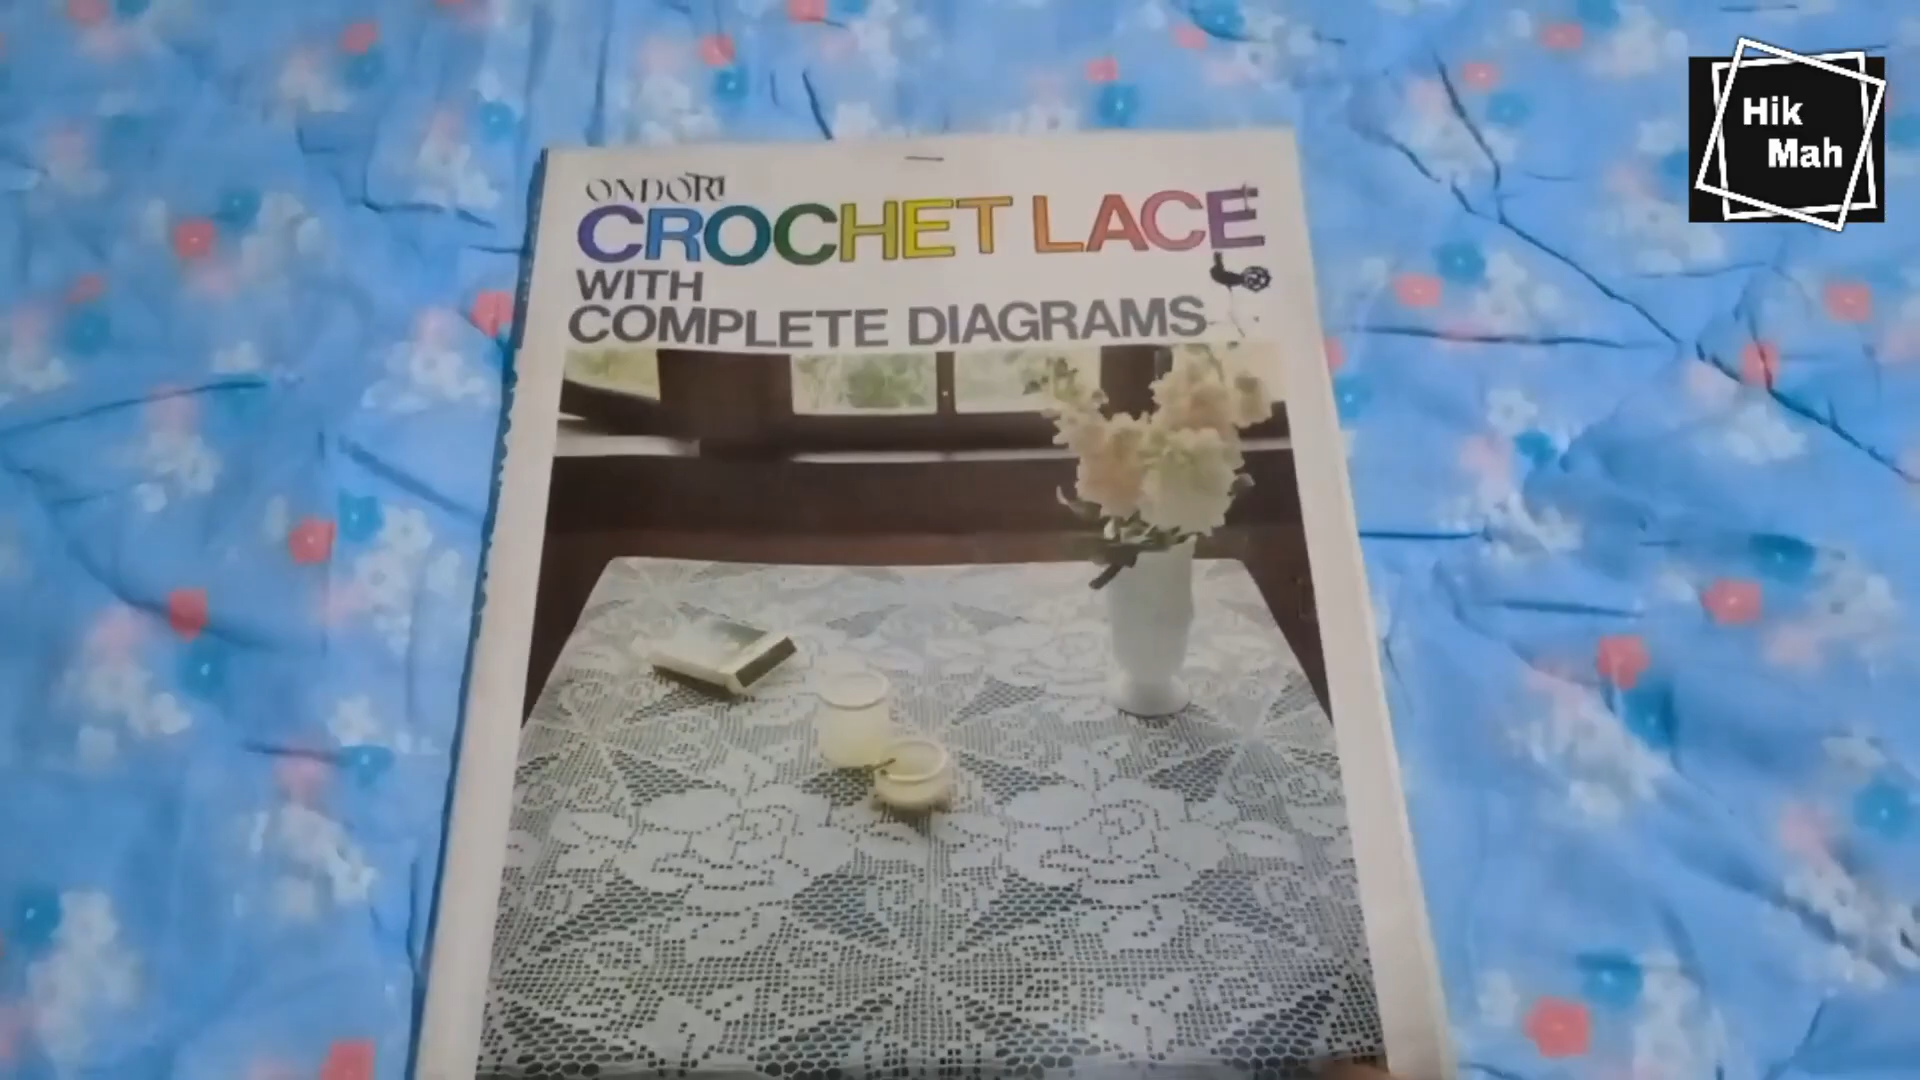 ONDORI
CROCHET LACE
WITH
COMPLETE DIAGRAMS
Hik
Mah